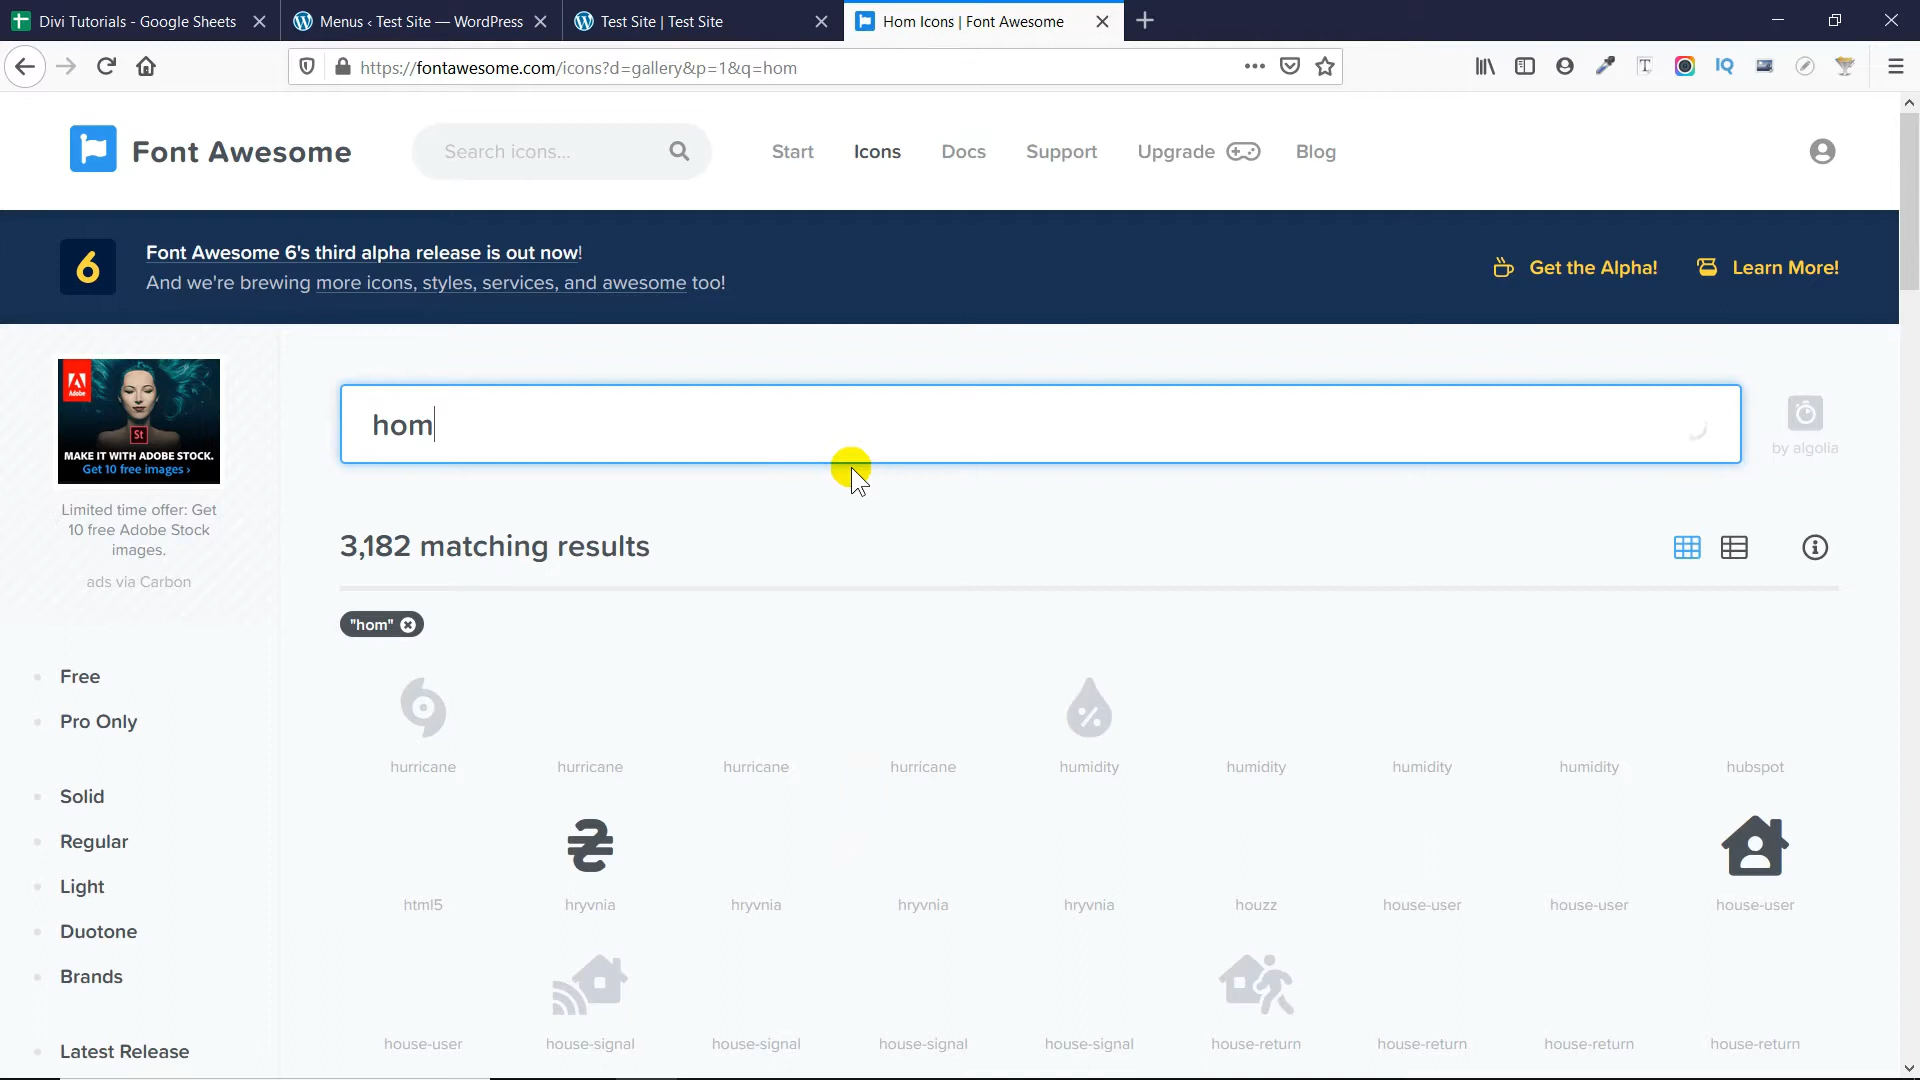 Divi Tutorials - Google Sheets
Menus ‹ Test Site — WordPress
Test Site | Test Site
Hom Icons | Font Awesome
https://fontawesome.com/icons?d=gallery&p=1&q=hom
T
IQ
Font Awesome
Search icons...
Start
Icons
Docs
Support
Upgrade
Blog
6
Font Awesome 6's third alpha release is out now!
And we're brewing more icons, styles, services, and awesome too!
Get the Alpha!
Learn More!
Adobe
St
MAKE IT WITH ADOBE STOCK.
Get 10 free images ›
Limited time offer: Get
10 free Adobe Stock
images.
ads via Carbon
hom
by algolia
3,182 matching results
"hom"
Free
Pro Only
Solid
Regular
Light
Duotone
Brands
Latest Release
hurricane hurricane hurricane hurricane humidity humidity humidity humidity hubspot
html5 hryvnia hryvnia hryvnia hryvnia houzz house-user house-user house-user
house-user house-signal house-signal house-signal house-signal house-return house-return house-return house-return